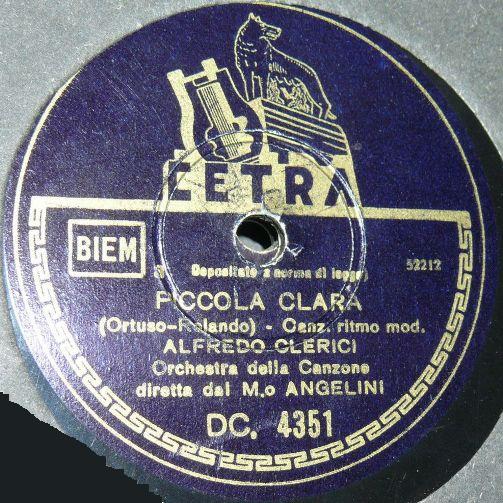 CETRA
BIEM
Depositato a norma di legge
52212
PICCOLA CLARA
(Ortuso-Rolando) - Canz. ritmo mod.
ALFREDO CLERICI
Orchestra della Canzone
diretta dal M.o ANGELINI
DC. 4351